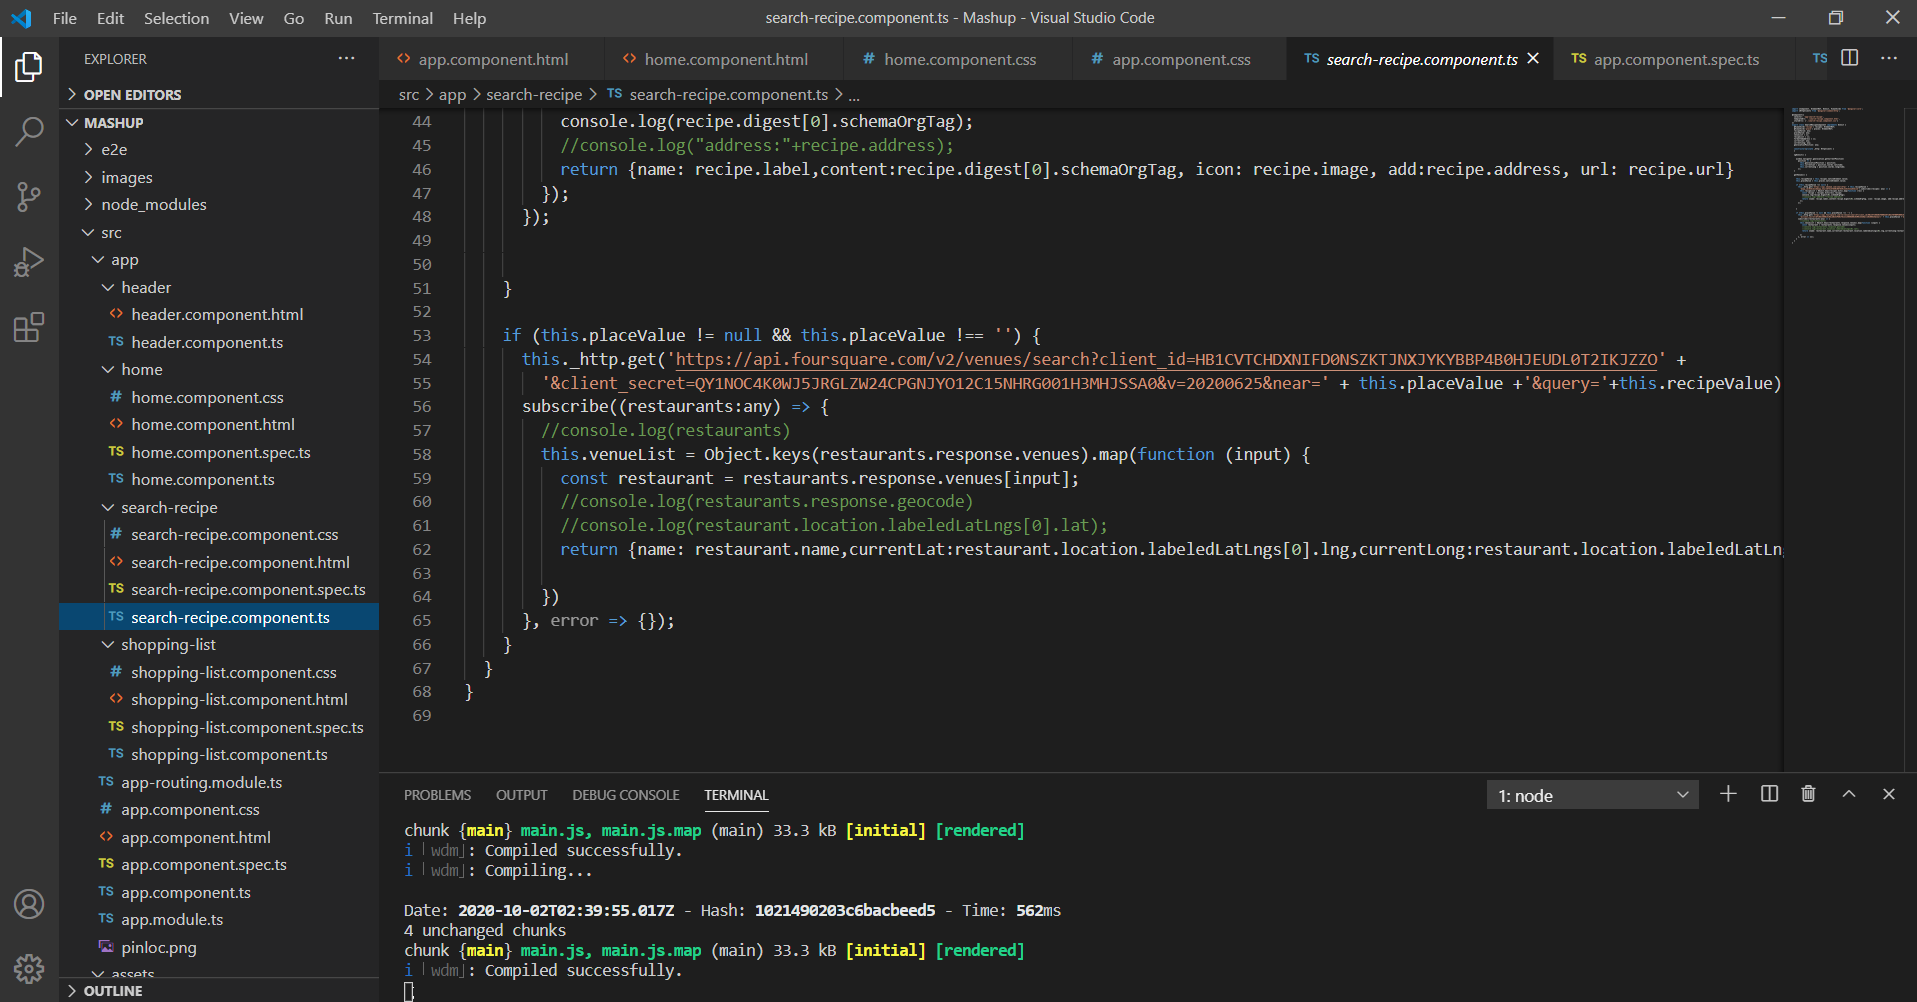 File Edit Selection View Go Run Terminal Help
search-recipe.component.ts - Mashup - Visual Studio Code
EXPLORER
OPEN EDITORS
MASHUP
e2e
images
node_modules
src
app
header
<> header.component.html
TS header.component.ts
home
# home.component.css
<> home.component.html
TS home.component.spec.ts
TS home.component.ts
search-recipe
# search-recipe.component.css
<> search-recipe.component.html
TS search-recipe.component.spec.ts
TS search-recipe.component.ts
shopping-list
# shopping-list.component.css
<> shopping-list.component.html
TS shopping-list.component.spec.ts
TS shopping-list.component.ts
TS app-routing.module.ts
# app.component.css
<> app.component.html
TS app.component.spec.ts
TS app.component.ts
TS app.module.ts
pinloc.png
assets
OUTLINE
<> app.component.html <> home.component.html # home.component.css # app.component.css TS search-recipe.component.ts TS app.component.spec.ts TS
src > app > search-recipe > TS search-recipe.component.ts > ...
44 console.log(recipe.digest[0].schemaOrgTag);
45 //console.log("address:"+recipe.address);
46 return {name: recipe.label,content:recipe.digest[0].schemaOrgTag, icon: recipe.image, add:recipe.address, url: recipe.url}
47 });
48 });
49
50
51 }
52
53 if (this.placeValue != null && this.placeValue !== '') {
54 this._http.get('https://api.foursquare.com/v2/venues/search?client_id=HB1CVTCHDXNIFD0NSZKTJNXJYKYBBP4B0HJEUDL0T2IKJZZO' +
55 '&client_secret=QY1NOC4K0WJ5JRGLZW24CPGNJYO12C15NHRG001H3MHJSSA0&v=20200625&near=' + this.placeValue +'&query='+this.recipeValue)
56 subscribe((restaurants:any) => {
57 //console.log(restaurants)
58 this.venueList = Object.keys(restaurants.response.venues).map(function (input) {
59 const restaurant = restaurants.response.venues[input];
60 //console.log(restaurants.response.geocode)
61 //console.log(restaurant.location.labeledLatLngs[0].lat);
62 return {name: restaurant.name,currentLat:restaurant.location.labeledLatLngs[0].lng,currentLong:restaurant.location.labeledLatLn
63
64 })
65 }, error => {});
66 }
67 }
68 }
69
PROBLEMS OUTPUT DEBUG CONSOLE TERMINAL 1: node
chunk {main} main.js, main.js.map (main) 33.3 kB [initial] [rendered]
i ｢wdm｣: Compiled successfully.
i ｢wdm｣: Compiling...
Date: 2020-10-02T02:39:55.017Z - Hash: 1021490203c6bacbeed5 - Time: 562ms
4 unchanged chunks
chunk {main} main.js, main.js.map (main) 33.3 kB [initial] [rendered]
i ｢wdm｣: Compiled successfully.